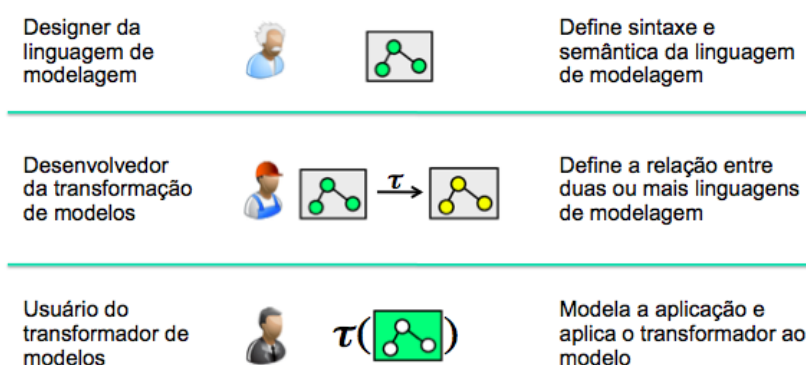 Designer da
linguagem de
modelagem
Define sintaxe e
semântica da linguagem
de modelagem
Desenvolvedor
da transformação
de modelos
τ
Define a relação entre
duas ou mais linguagens
de modelagem
Usuário do
transformador de
modelos
τ( )
Modela a aplicação e
aplica o transformador ao
modelo